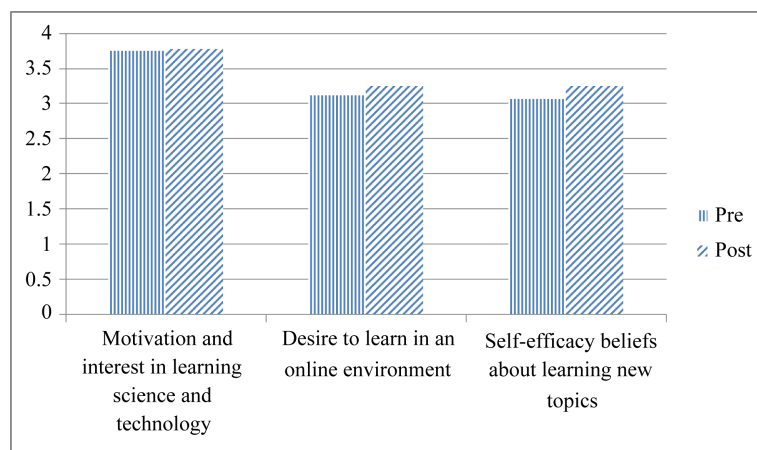 4
3.5
3
2.5
2
1.5
1
0.5
0
Motivation and
interest in learning
science and
technology
Desire to learn in an
online environment
Self-efficacy beliefs
about learning new
topics
Pre
Post